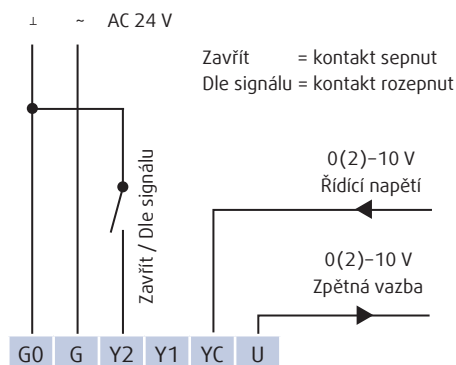 ⊥ ~ AC 24 V
Zavřít = kontakt sepnut
Dle signálu = kontakt rozepnut
Zavřít / Dle signálu
0(2)–10 V
Řídící napětí
0(2)–10 V
Zpětná vazba
G0 G Y2 Y1 YC U